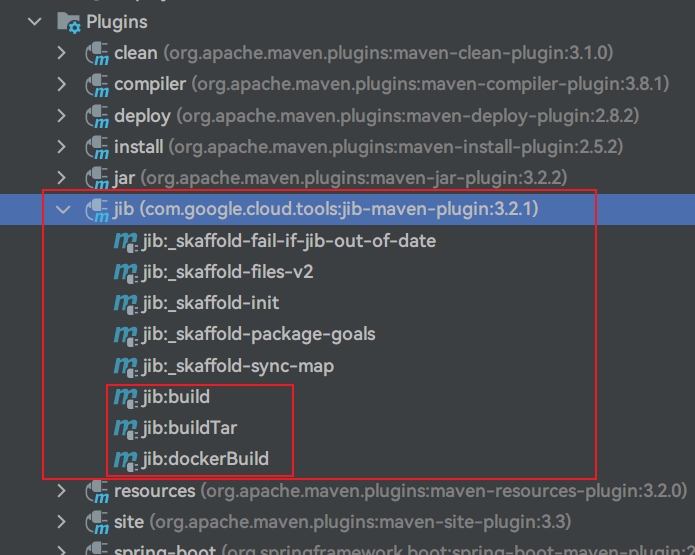 Plugins
clean (org.apache.maven.plugins:maven-clean-plugin:3.1.0)
compiler (org.apache.maven.plugins:maven-compiler-plugin:3.8.1)
deploy (org.apache.maven.plugins:maven-deploy-plugin:2.8.2)
install (org.apache.maven.plugins:maven-install-plugin:2.5.2)
jar (org.apache.maven.plugins:maven-jar-plugin:3.2.2)
jib (com.google.cloud.tools:jib-maven-plugin:3.2.1)
jib:_skaffold-fail-if-jib-out-of-date
jib:_skaffold-files-v2
jib:_skaffold-init
jib:_skaffold-package-goals
jib:_skaffold-sync-map
jib:build
jib:buildTar
jib:dockerBuild
resources (org.apache.maven.plugins:maven-resources-plugin:3.2.0)
site (org.apache.maven.plugins:maven-site-plugin:3.3)
spring-boot (org.springframework.boot:spring-boot-maven-plugin: